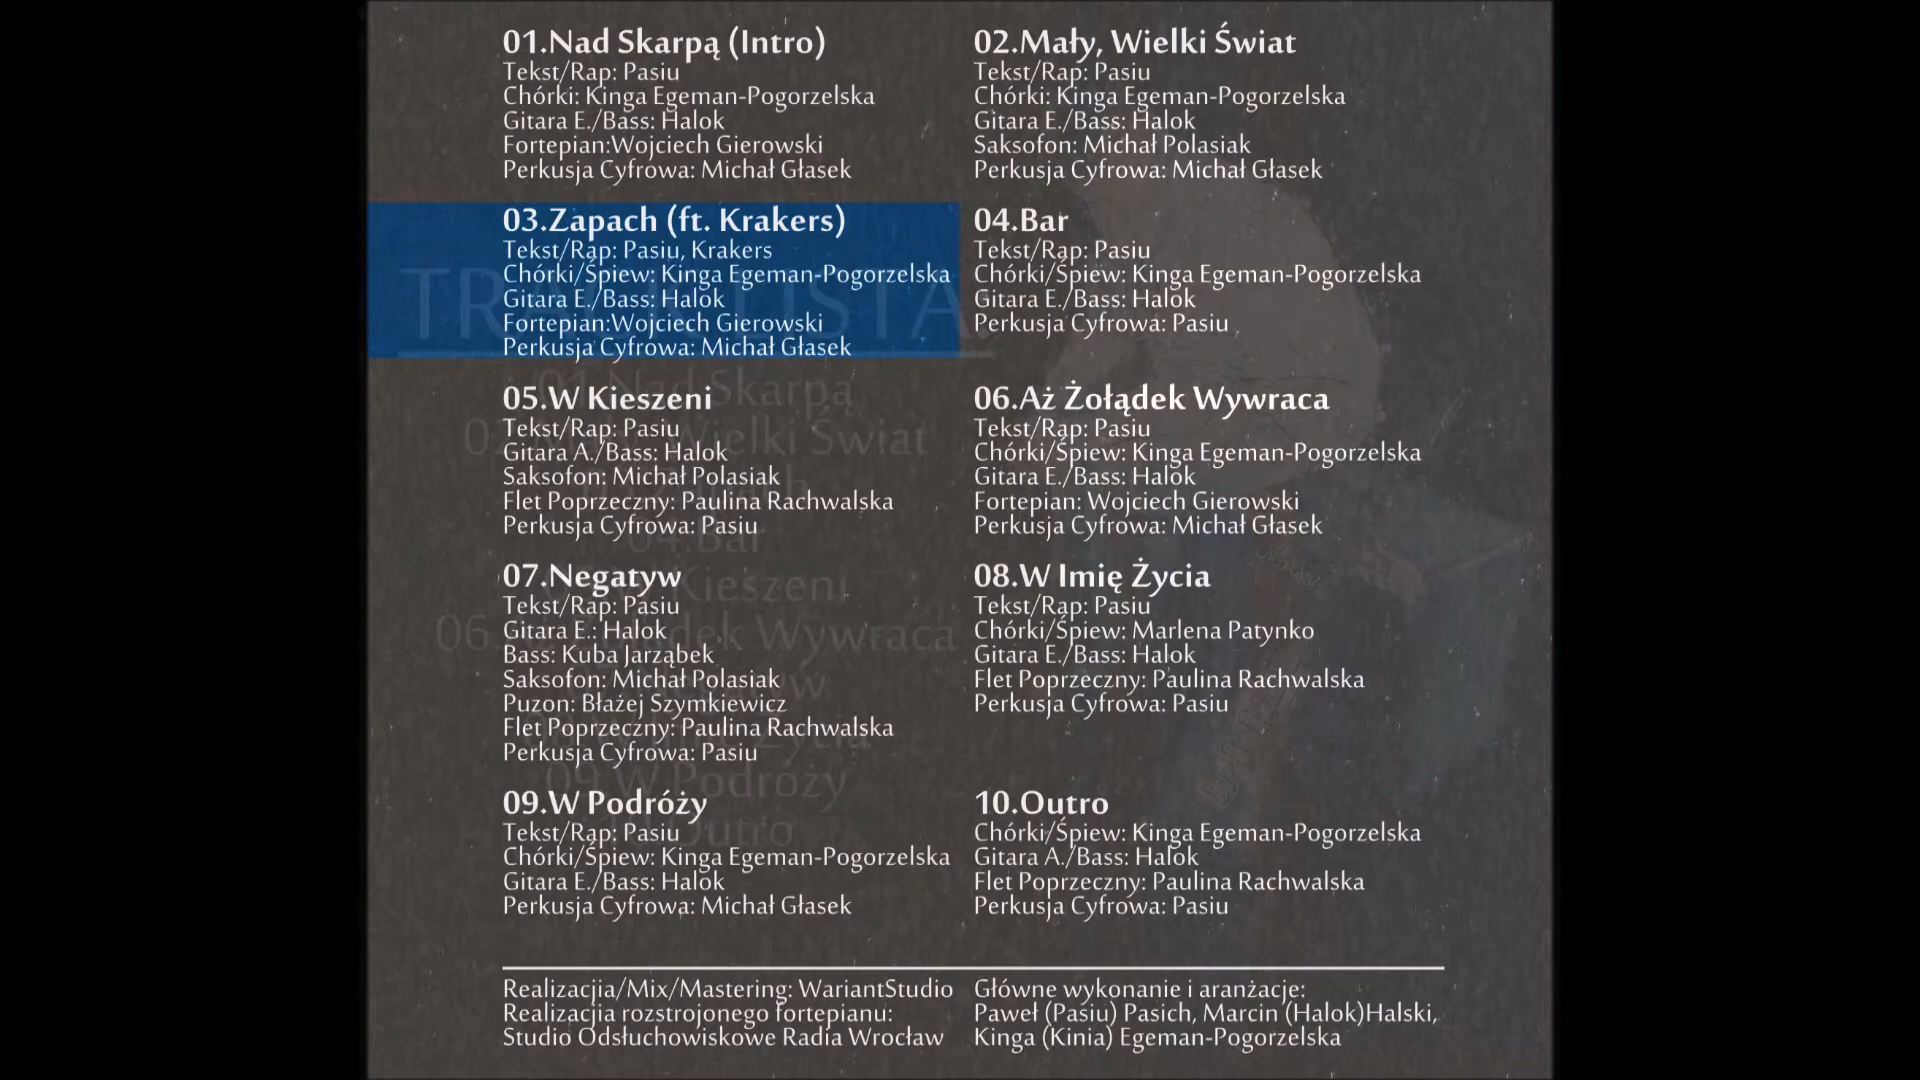 01.Nad Skarpą (Intro)
Tekst/Rap: Pasiu
Chórki: Kinga Egeman-Pogorzelska
Gitara E./Bass: Halok
Fortepian:Wojciech Gierowski
Perkusja Cyfrowa: Michał Głasek
02.Mały, Wielki Świat
Tekst/Rap: Pasiu
Chórki: Kinga Egeman-Pogorzelska
Gitara E./Bass: Halok
Saksofon: Michał Polasiak
Perkusja Cyfrowa: Michał Głasek
03.Zapach (ft. Krakers)
Tekst/Rap: Pasiu, Krakers
Chórki/Śpiew: Kinga Egeman-Pogorzelska
Gitara E./Bass: Halok
Fortepian:Wojciech Gierowski
Perkusja Cyfrowa: Michał Głasek
04.Bar
Tekst/Rap: Pasiu
Chórki/Śpiew: Kinga Egeman-Pogorzelska
Gitara E./Bass: Halok
Perkusja Cyfrowa: Pasiu
05.W Kieszeni
Tekst/Rap: Pasiu
Gitara A./Bass: Halok
Saksofon: Michał Polasiak
Flet Poprzeczny: Paulina Rachwalska
Perkusja Cyfrowa: Pasiu
06.Aż Żołądek Wywraca
Tekst/Rap: Pasiu
Chórki/Śpiew: Kinga Egeman-Pogorzelska
Gitara E./Bass: Halok
Fortepian: Wojciech Gierowski
Perkusja Cyfrowa: Michał Głasek
07.Negatyw
Tekst/Rap: Pasiu
Gitara E.: Halok
Bass: Kuba Jarząbek
Saksofon: Michał Polasiak
Puzon: Błażej Szymkiewicz
Flet Poprzeczny: Paulina Rachwalska
Perkusja Cyfrowa: Pasiu
08.W Imię Życia
Tekst/Rap: Pasiu
Chórki/Śpiew: Marlena Patynko
Gitara E./Bass: Halok
Flet Poprzeczny: Paulina Rachwalska
Perkusja Cyfrowa: Pasiu
09.W Podróży
Tekst/Rap: Pasiu
Chórki/Śpiew: Kinga Egeman-Pogorzelska
Gitara E./Bass: Halok
Perkusja Cyfrowa: Michał Głasek
10.Outro
Chórki/Śpiew: Kinga Egeman-Pogorzelska
Gitara A./Bass: Halok
Flet Poprzeczny: Paulina Rachwalska
Perkusja Cyfrowa: Pasiu
Realizacjia/Mix/Mastering: WariantStudio
Realizacjia rozstrojonego fortepianu:
Studio Odsłuchowiskowe Radia Wrocław
Główne wykonanie i aranżacje:
Paweł (Pasiu) Pasich, Marcin (Halok)Halski,
Kinga (Kinia) Egeman-Pogorzelska